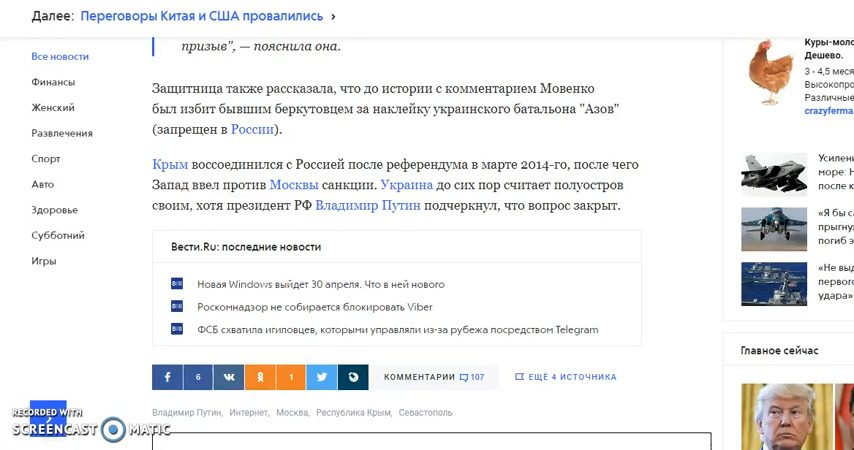 Далее: Переговоры Китая и США провалились ›
Все новости
Финансы
Женский
Развлечения
Спорт
Авто
Здоровье
Субботний
Игры
призыв", — пояснила она.
Защитница также рассказала, что до истории с комментарием Мовенко
был избит бывшим беркутовцем за наклейку украинского батальона "Азов"
(запрещен в России).
Крым воссоединился с Россией после референдума в марте 2014-го, после чего
Запад ввел против Москвы санкции. Украина до сих пор считает полуостров
своим, хотя президент РФ Владимир Путин подчеркнул, что вопрос закрыт.
Вести.Ru: последние новости
Новая Windows выйдет 30 апреля. Что в ней нового
Роскомнадзор не собирается блокировать Viber
ФСБ схватила игиловцев, которыми управляли из-за рубежа посредством Telegram
6
1
КОММЕНТАРИИ 107
ЕЩЁ 4 ИСТОЧНИКА
Владимир Путин, Интернет, Москва, Республика Крым, Севастополь
Куры-моло
Дешево.
3 - 4,5 меся
Высокопро
Различные
crazyferma.
Усилени
море: Н
после к
«Я бы са
прыгну
погиб э
«Не выд
первого
удара»
Главное сейчас
RECORDED WITH
SCREENCAST MATIC